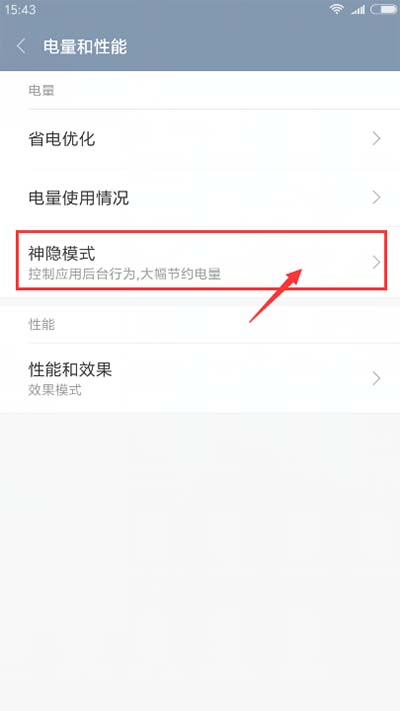 15:43
电量和性能
电量
省电优化
电量使用情况
神隐模式
控制应用后台行为,大幅节约电量
性能
性能和效果
效果模式